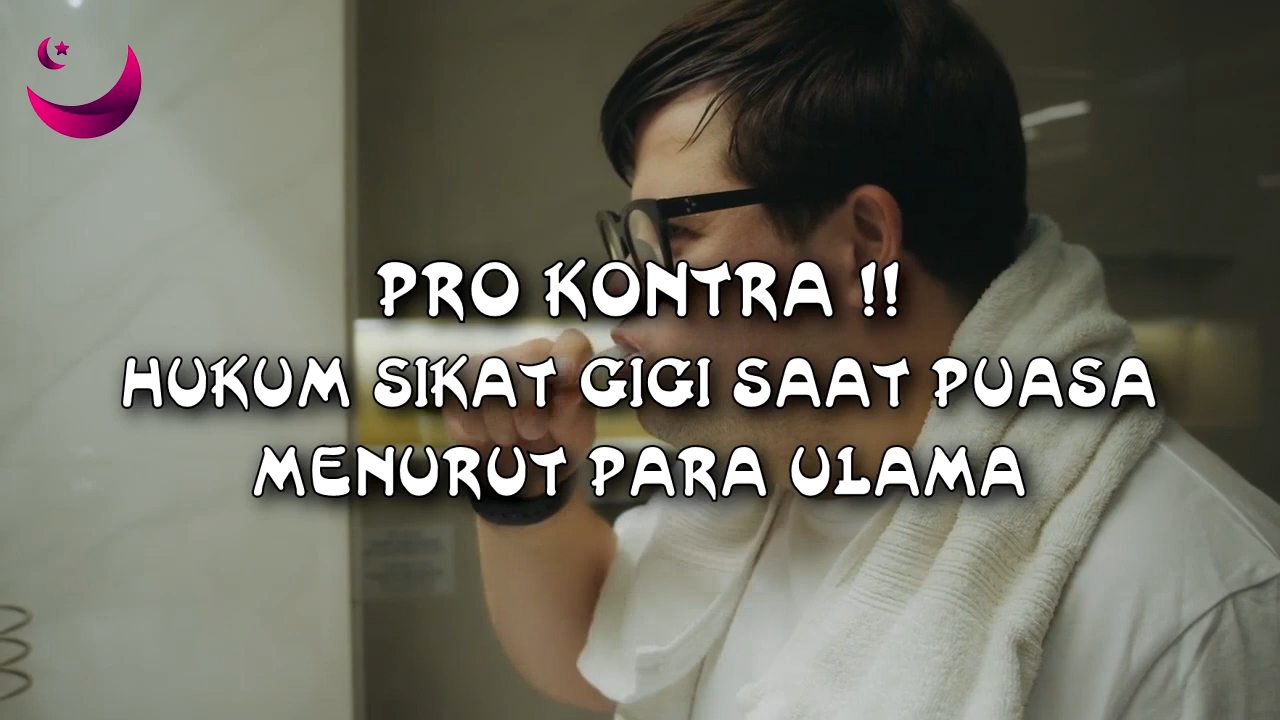 PRO KONTRA !!
HUKUM SIKAT GIGI SAAT PUASA
MENURUT PARA ULAMA